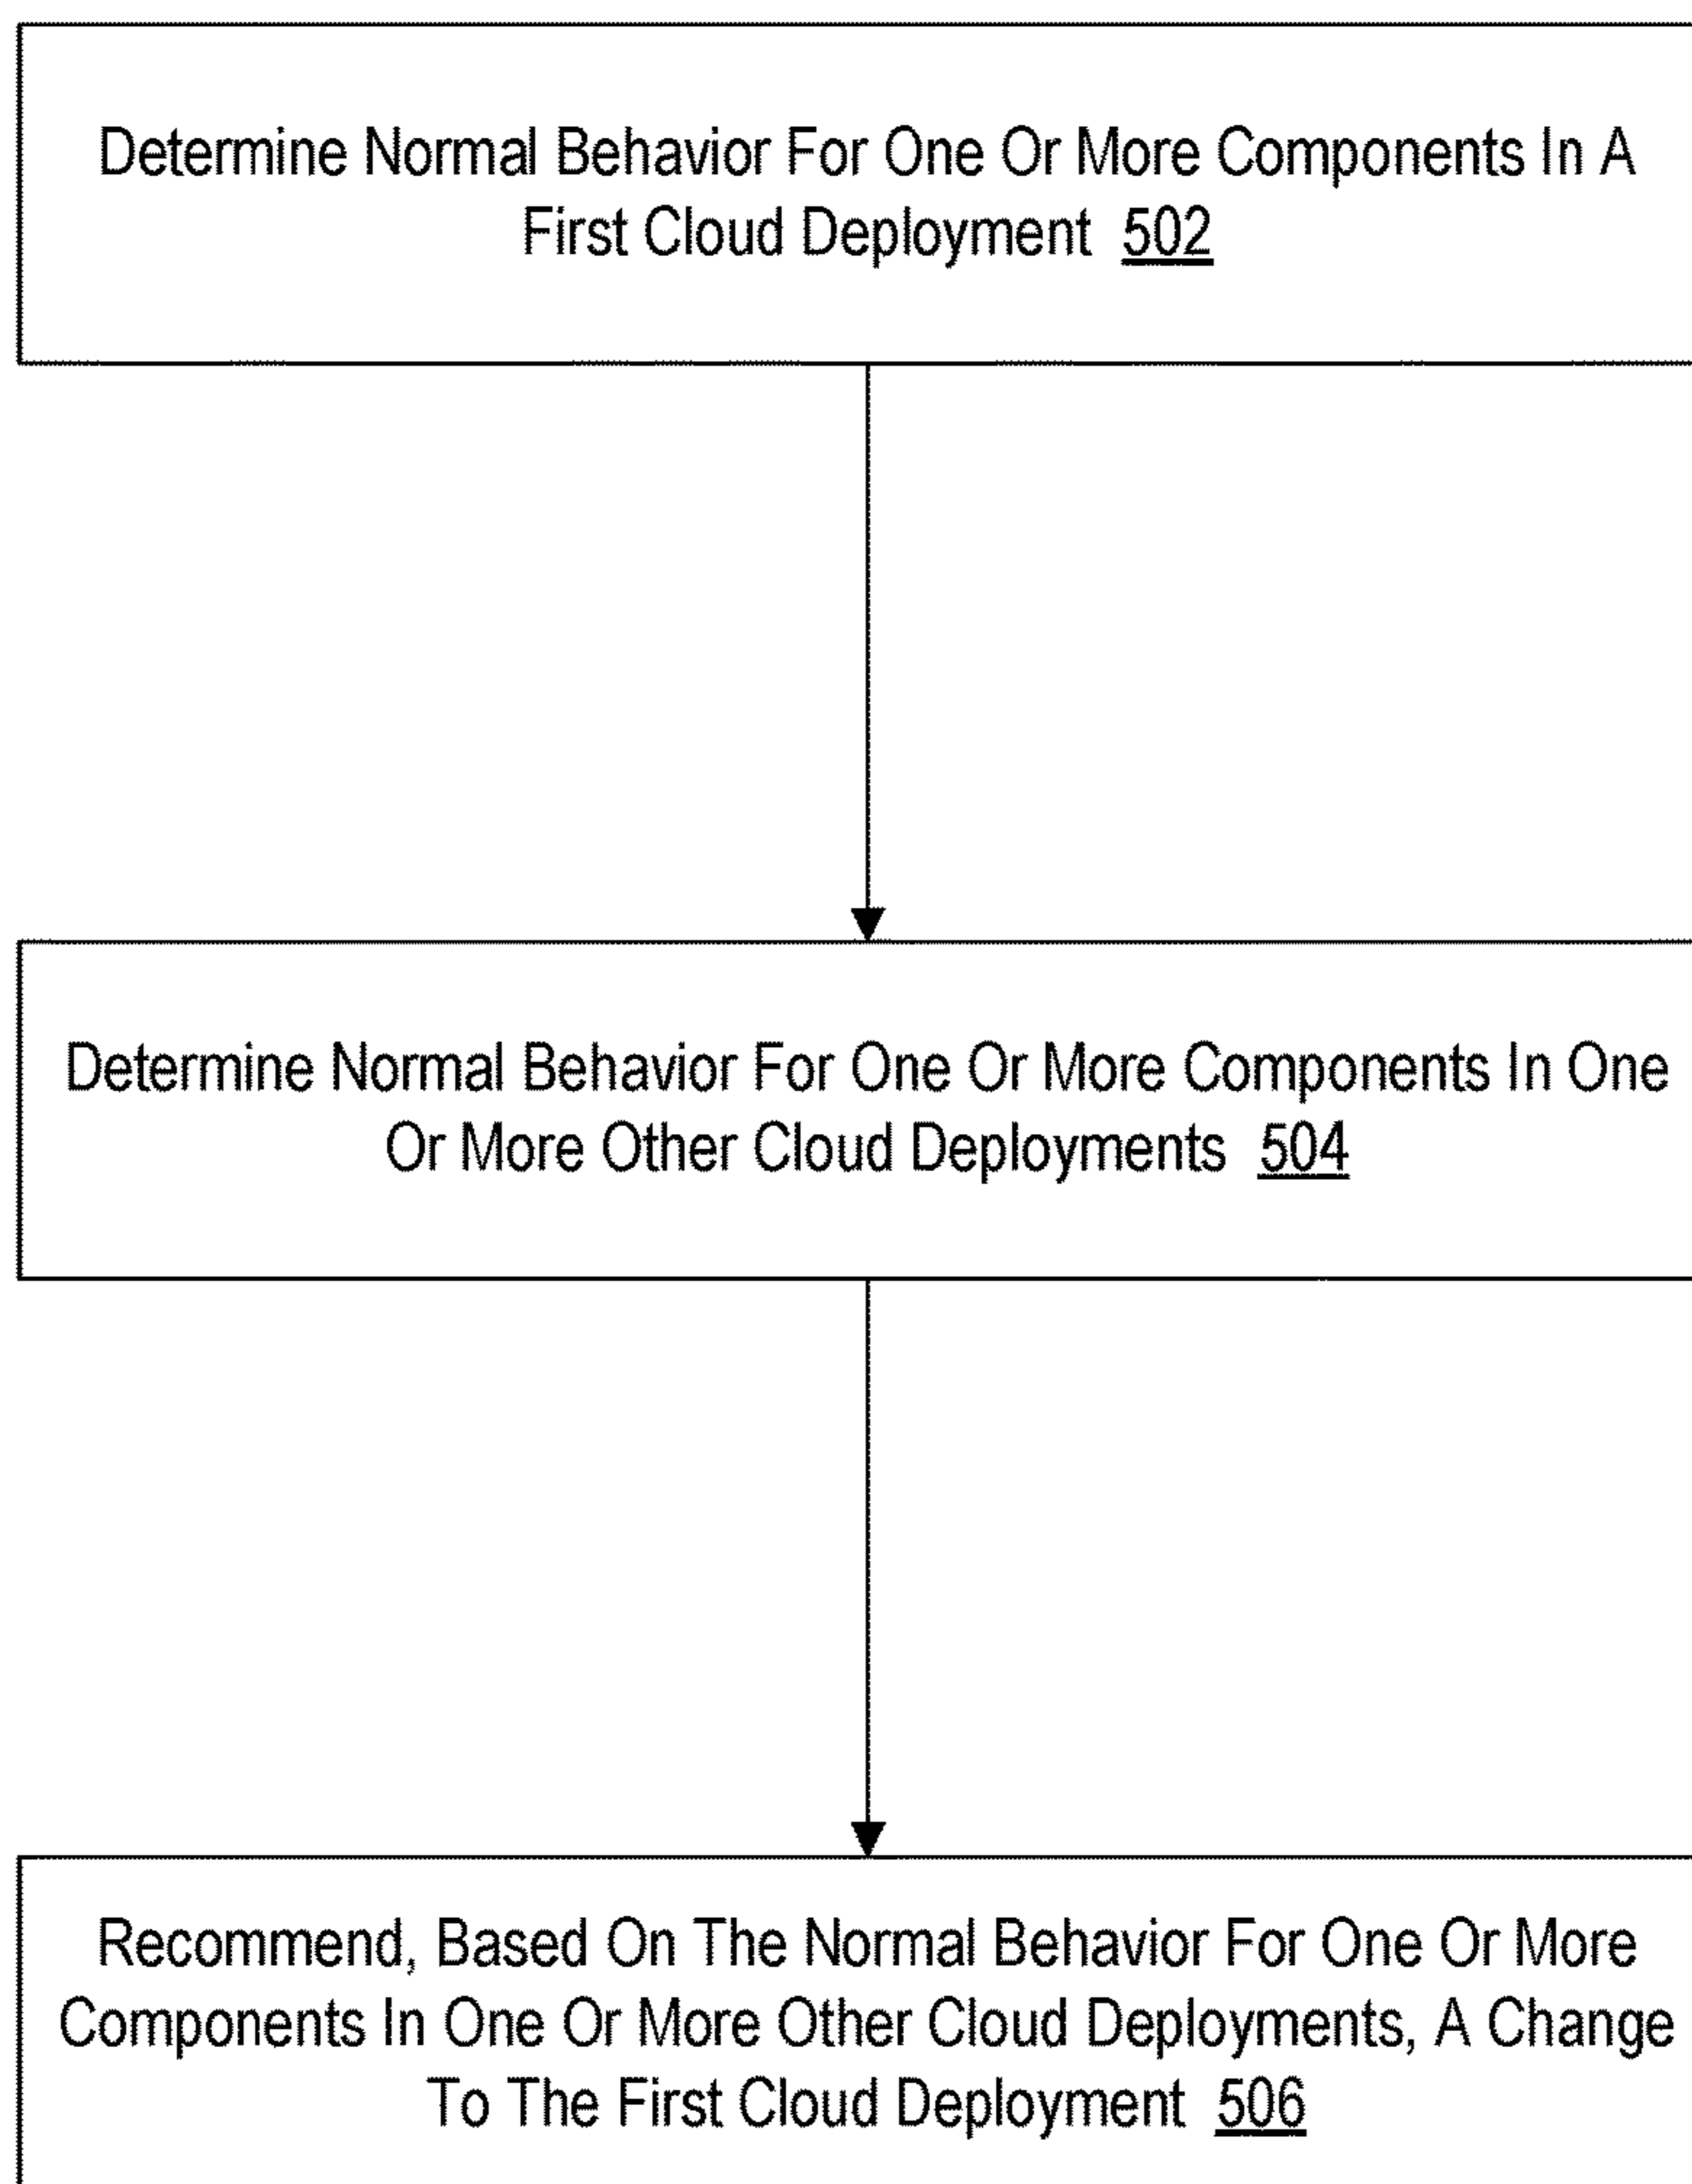 Determine Normal Behavior For One Or More Components In A
First Cloud Deployment 502
Determine Normal Behavior For One Or More Components In One
Or More Other Cloud Deployments 504
Recommend, Based On The Normal Behavior For One Or More
Components In One Or More Other Cloud Deployments, A Change
To The First Cloud Deployment 506